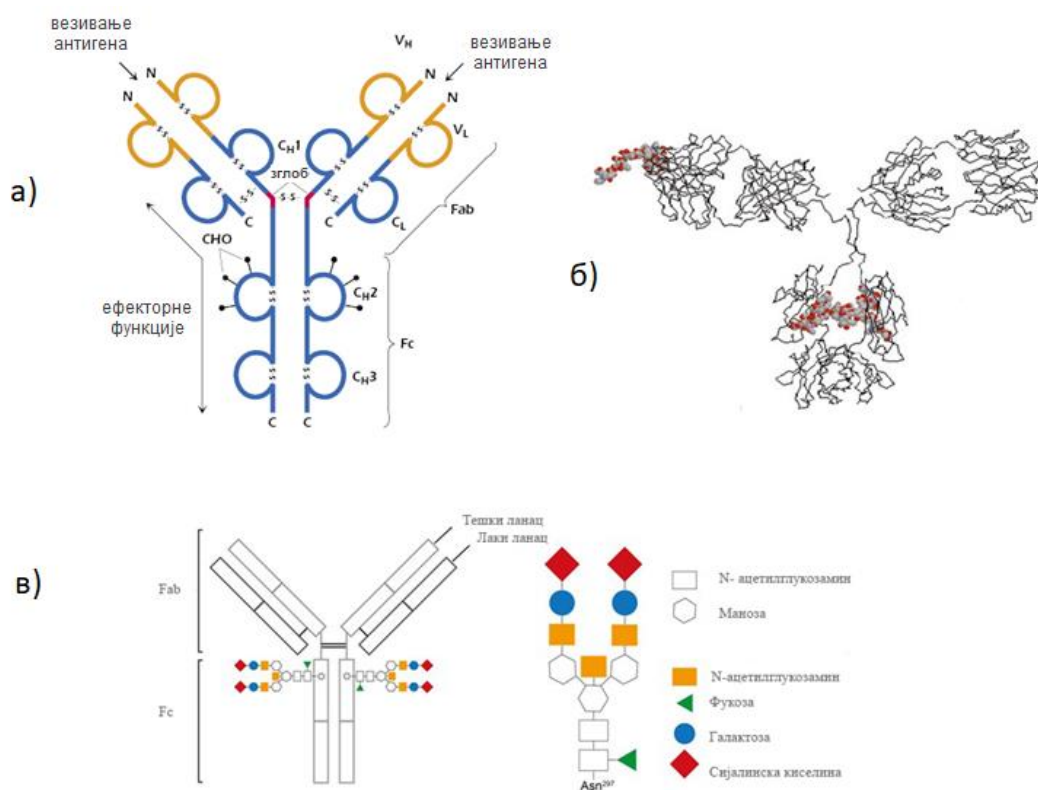 везивање
антигена
везивање
антигена
V_H
N
N
N
N
V_L
C_H1
зглоб
-s-s-
C
C
C_L
Fab
а)
CHO
ефекторне
функције
C_H2
Fc
C_H3
C
C
б)
в)
Fab
Fc
Тешки ланац
Лаки ланац
N- ацетилглукозамин
Маноза
N-ацетилглукозамин
Фукоза
Галактоза
Сијалинска киселина
Asn²⁹⁷